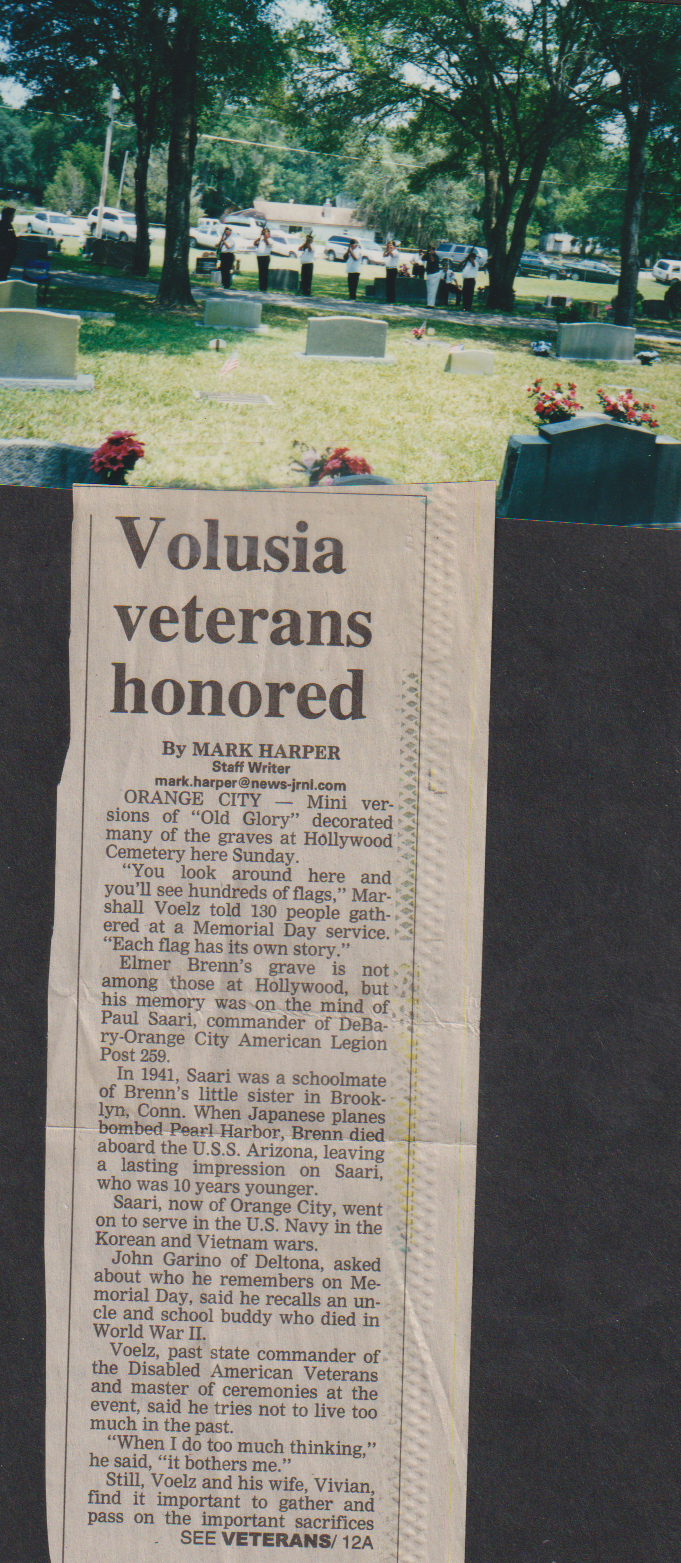 Volusia
veterans
honored
By MARK HARPER
Staff Writer
mark.harper@news-jrnl.com
ORANGE CITY — Mini ver-
sions of “Old Glory” decorated
many of the graves at Hollywood
Cemetery here Sunday.
“You look around here and
you’ll see hundreds of flags,” Mar-
shall Voelz told 130 people gath-
ered at a Memorial Day service.
“Each flag has its own story.”
Elmer Brenn’s grave is not
among those at Hollywood, but
his memory was on the mind of
Paul Saari, commander of DeBa-
ry-Orange City American Legion
Post 259.
In 1941, Saari was a schoolmate
of Brenn’s little sister in Brook-
lyn, Conn. When Japanese planes
bombed Pearl Harbor, Brenn died
aboard the U.S.S. Arizona, leaving
a lasting impression on Saari,
who was 10 years younger.
Saari, now of Orange City, went
on to serve in the U.S. Navy in the
Korean and Vietnam wars.
John Garino of Deltona, asked
about who he remembers on Me-
morial Day, said he recalls an un-
cle and school buddy who died in
World War II.
Voelz, past state commander of
the Disabled American Veterans
and master of ceremonies at the
event, said he tries not to live too
much in the past.
“When I do too much thinking,”
he said, “it bothers me.”
Still, Voelz and his wife, Vivian,
find it important to gather and
pass on the important sacrifices
SEE VETERANS/ 12A